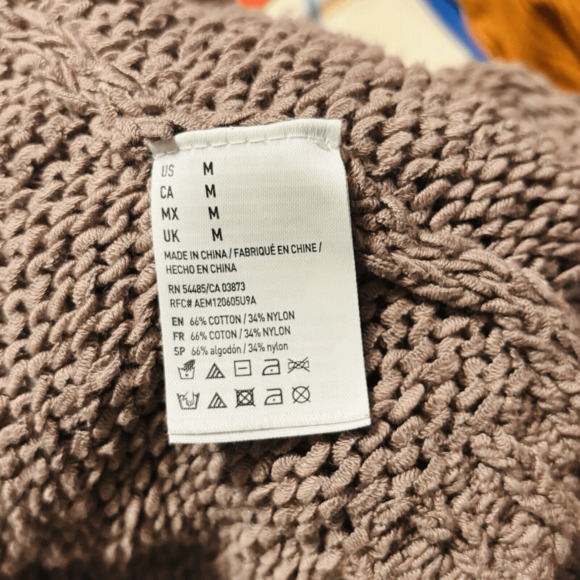 US M
CA M
MX M
UK M
MADE IN CHINA / FABRIQUÉ EN CHINE /
HECHO EN CHINA
RN 54485/CA 03873
RFC# AEM120605U9A
EN 66% COTTON / 34% NYLON
FR 66% COTON / 34% NYLON
SP 66% algodón / 34% nylon